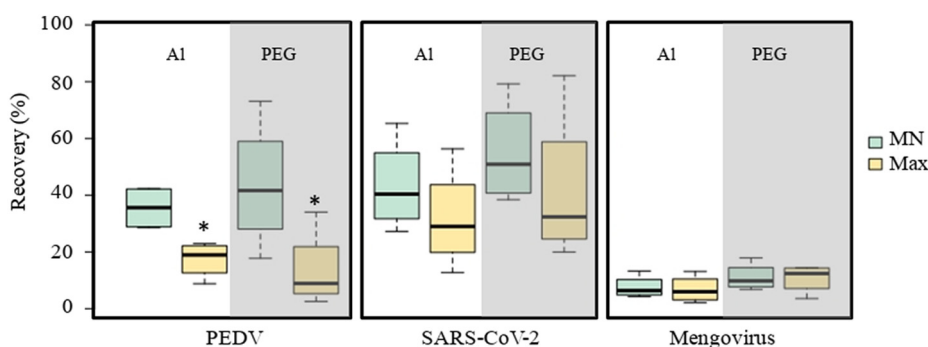 100
80
60
40
20
0
Recovery (%)
Al
PEG
*
*
Al
PEG
Al
PEG
MN
Max
PEDV
SARS-CoV-2
Mengovirus